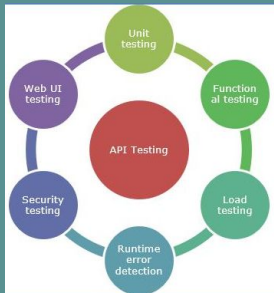 Unit
testing
Web UI
testing
Function
al testing
API Testing
Security
testing
Load
testing
Runtime
error
detection